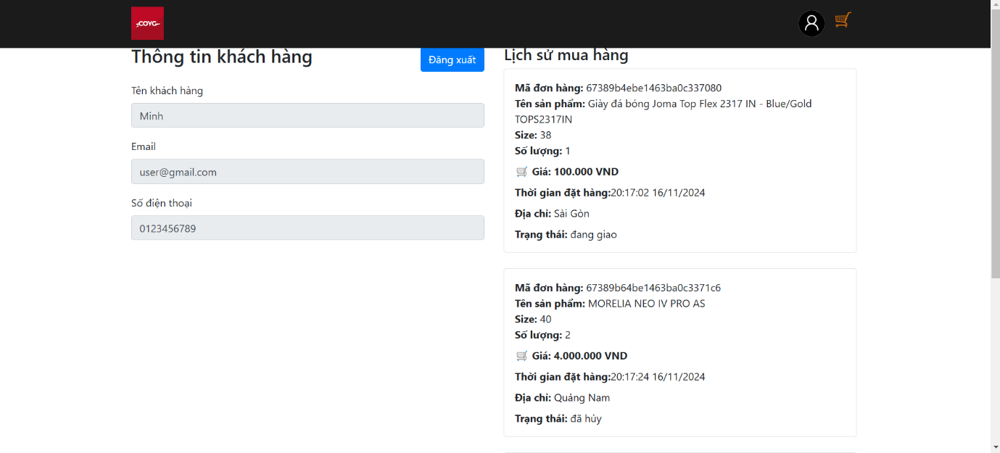 COYG
Thông tin khách hàng
Đăng xuất
Tên khách hàng
Minh
Email
user@gmail.com
Số điện thoại
0123456789
Lịch sử mua hàng
Mã đơn hàng: 67389b4ebe1463ba0c337080
Tên sản phẩm: Giày đá bóng Joma Top Flex 2317 IN - Blue/Gold
TOPS2317IN
Size: 38
Số lượng: 1
🛒 Giá: 100.000 VND
Thời gian đặt hàng:20:17:02 16/11/2024
Địa chỉ: Sài Gòn
Trạng thái: đang giao
Mã đơn hàng: 67389b64be1463ba0c3371c6
Tên sản phẩm: MORELIA NEO IV PRO AS
Size: 40
Số lượng: 2
🛒 Giá: 4.000.000 VND
Thời gian đặt hàng:20:17:24 16/11/2024
Địa chỉ: Quảng Nam
Trạng thái: đã hủy